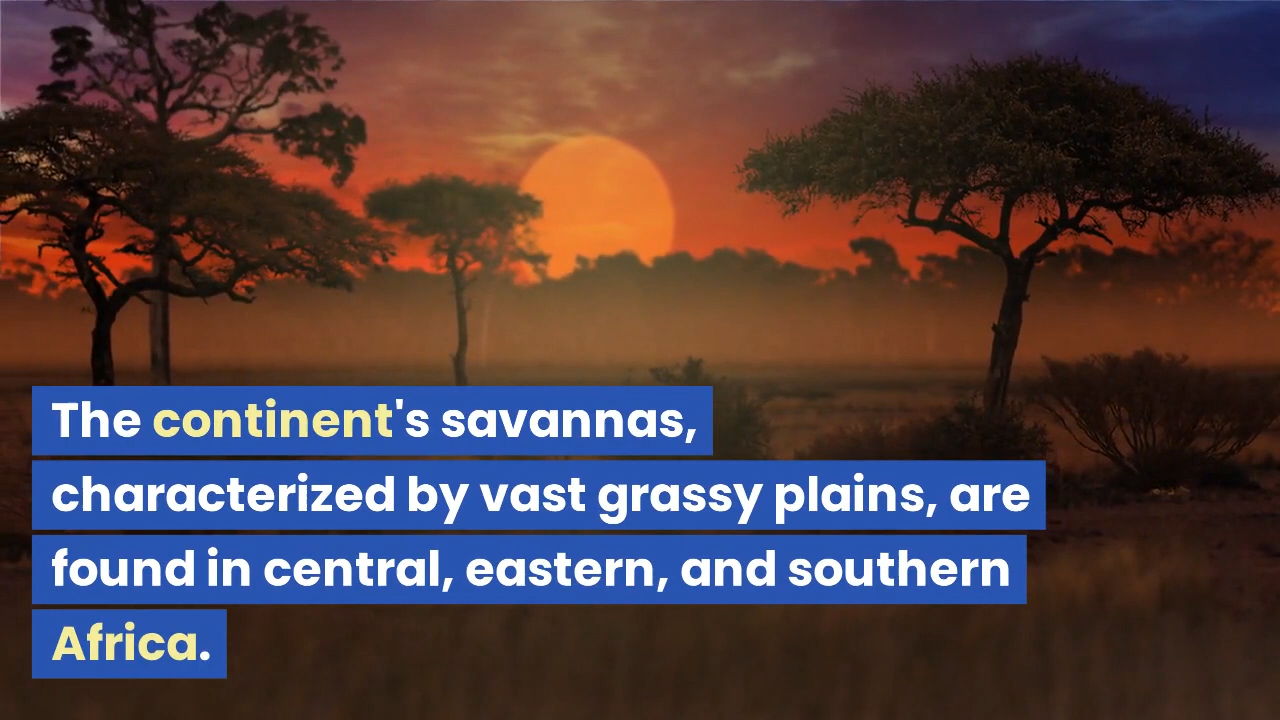 The continent's savannas,
characterized by vast grassy plains, are
found in central, eastern, and southern
Africa.